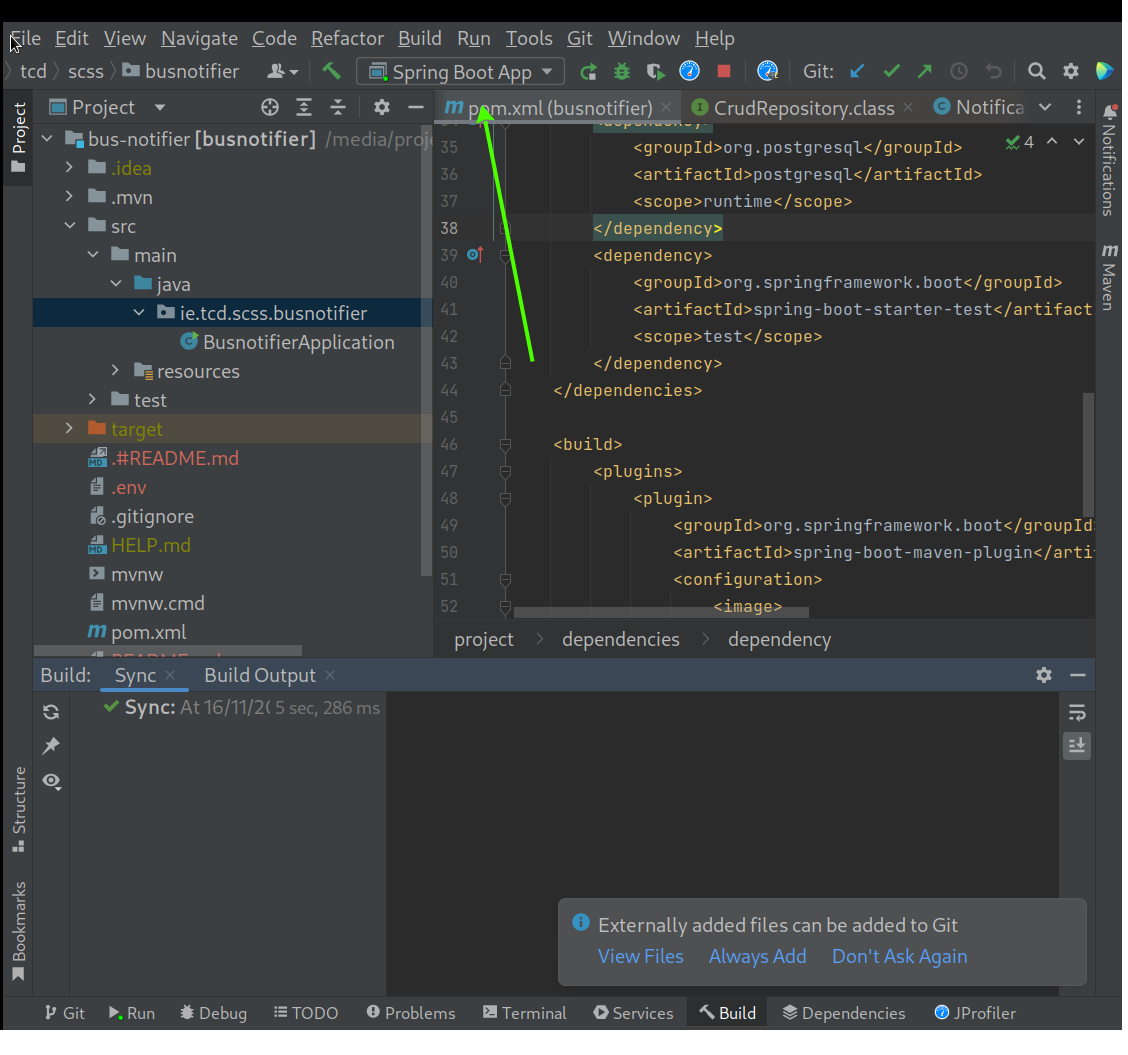 File Edit View Navigate Code Refactor Build Run Tools Git Window Help
tcd scss busnotifier Spring Boot App Git:
Project
pom.xml (busnotifier) CrudRepository.class Notifica
Project
bus-notifier [busnotifier] /media/proj
.idea
.mvn
src
main
java
ie.tcd.scss.busnotifier
BusnotifierApplication
resources
test
target
.#README.md
.env
.gitignore
HELP.md
mvnw
mvnw.cmd
pom.xml
<dependency>
4
35 <groupId>org.postgresql</groupId>
36 <artifactId>postgresql</artifactId>
37 <scope>runtime</scope>
38 </dependency>
39 <dependency>
40 <groupId>org.springframework.boot</groupId>
41 <artifactId>spring-boot-starter-test</artifact
42 <scope>test</scope>
43 </dependency>
44 </dependencies>
45
46 <build>
47 <plugins>
48 <plugin>
49 <groupId>org.springframework.boot</groupId>
50 <artifactId>spring-boot-maven-plugin</arti
51 <configuration>
52 <image>
project dependencies dependency
Notifications
Maven
Build: Sync Build Output
Sync: At 16/11/20 5 sec, 286 ms
Structure
Bookmarks
Externally added files can be added to Git
View Files Always Add Don't Ask Again
Git Run Debug TODO Problems Terminal Services Build Dependencies JProfiler